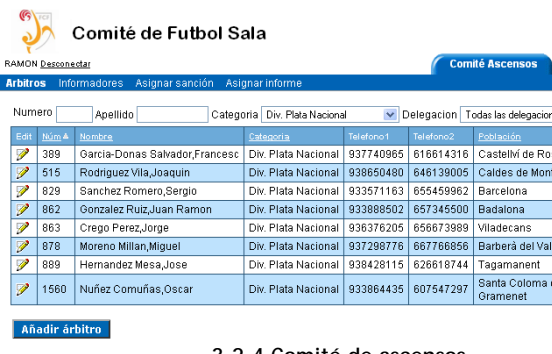 Comité de Futbol Sala
RAMON Desconectar
Comité Ascensos
Arbitros Informadores Asignar sanción Asignar informe
Numero Apellido Categoria Div. Plata Nacional Delegacion Todas las delegacion
Edit Núm Nombre Categoria Telefono1 Telefono2 Población
389 Garcia-Donas Salvador,Francesc Div. Plata Nacional 937740965 616614316 Castellví de Ro
515 Rodriguez Vila,Joaquin Div. Plata Nacional 938650480 646139005 Caldes de Mon
829 Sanchez Romero,Sergio Div. Plata Nacional 933571163 655459962 Barcelona
862 Gonzalez Ruiz,Juan Ramon Div. Plata Nacional 933888502 657345500 Badalona
863 Crego Perez,Jorge Div. Plata Nacional 936376205 656673989 Viladecans
878 Moreno Millan,Miguel Div. Plata Nacional 937298776 667766856 Barberà del Val
889 Hernandez Mesa,Jose Div. Plata Nacional 938428115 626618744 Tagamanent
1560 Nuñez Comuñas,Oscar Div. Plata Nacional 933864435 607547297 Santa Coloma
Gramenet
Añadir árbitro
3.2.4 Comité de ascensos